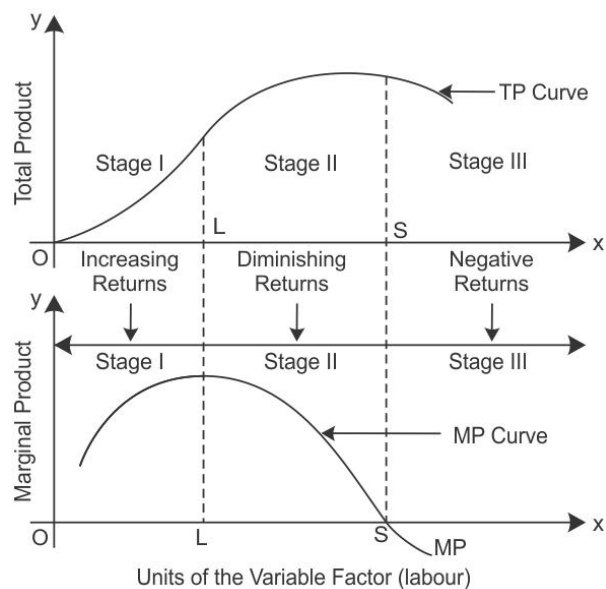 y
Total Product
TP Curve
Stage I
Stage II
Stage III
L
S
x
O
Increasing
Returns
Diminishing
Returns
Negative
Returns
y
Marginal Product
Stage I
Stage II
Stage III
MP Curve
x
O
L
S
MP
Units of the Variable Factor (labour)